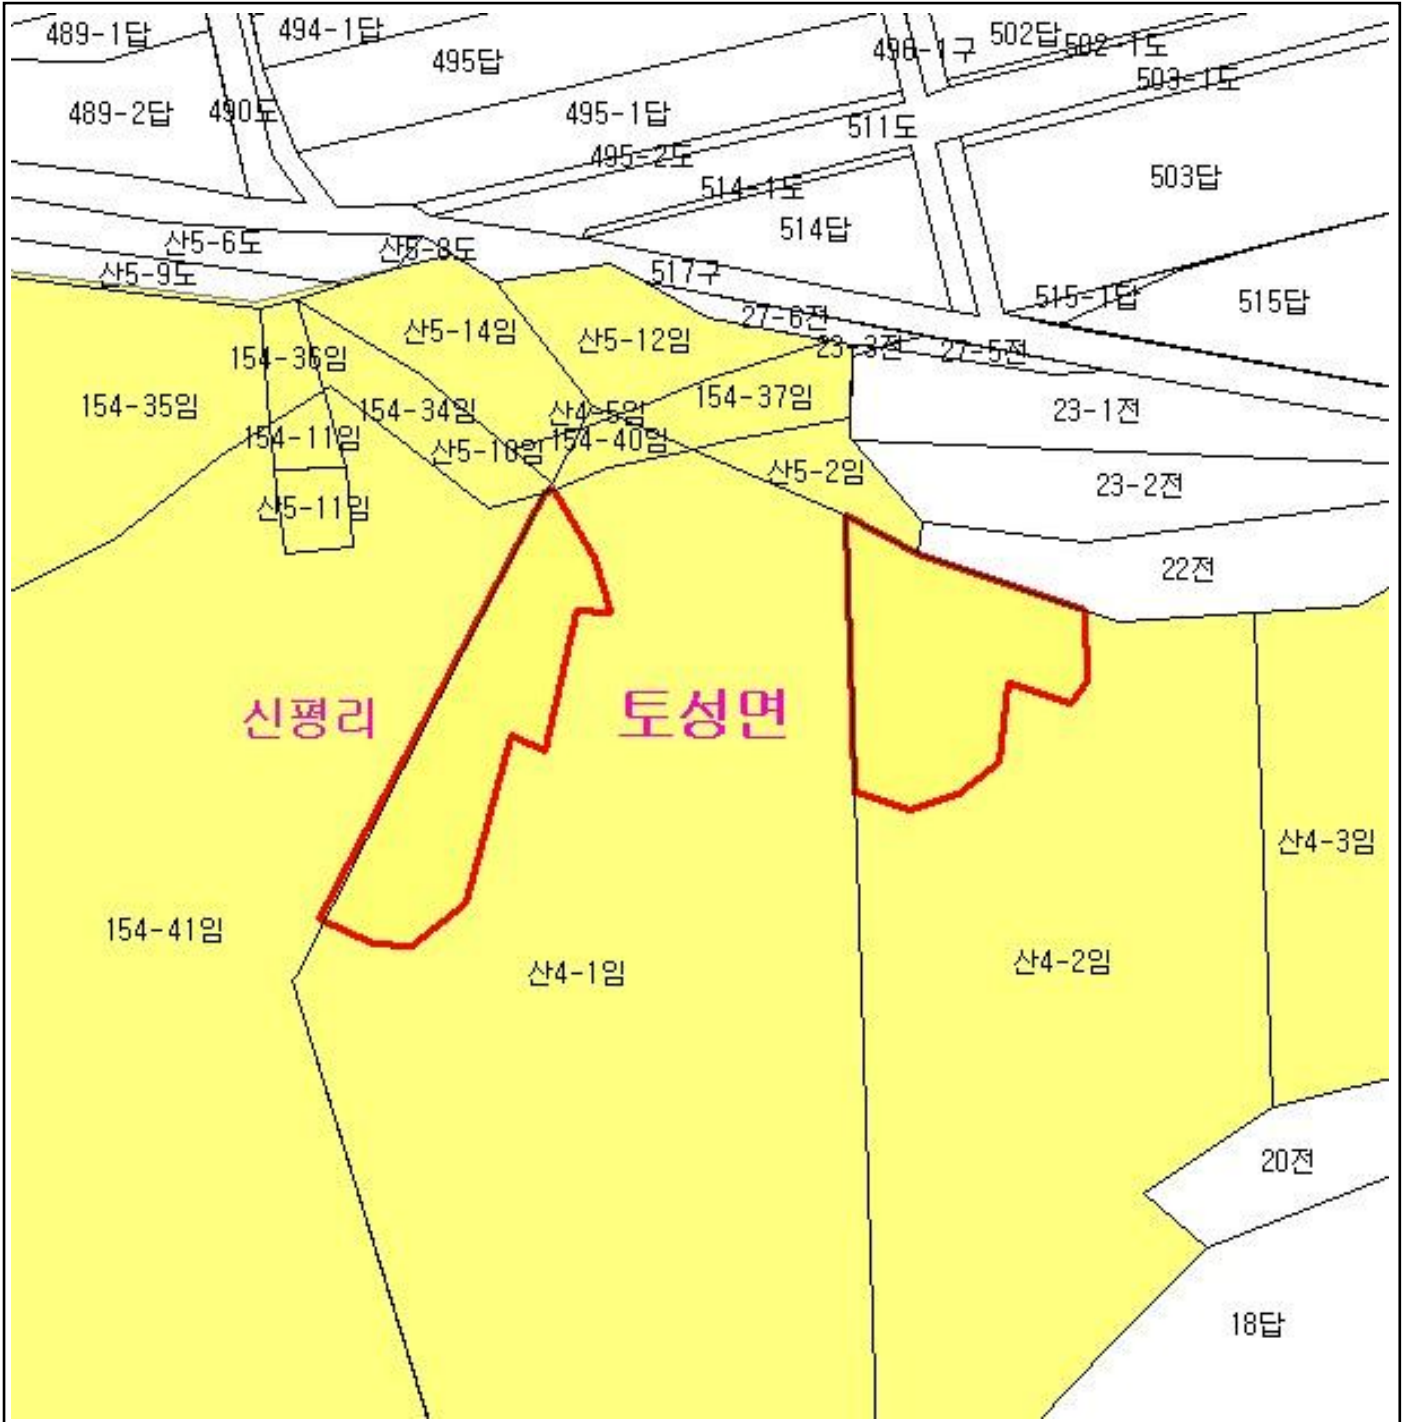 489-1답
494-1답
495답
496-1구
502답
502-1도
503-1도
489-2답
490도
495-1답
511도
495-2도
514-1도
503답
514답
산5-6도
산5-8도
산5-9도
517구
515-1답
515답
27-6전
산5-14임
산5-12임
23-3전
27-5전
154-36임
154-35임
154-34임
산4-5임
154-37임
23-1전
154-11임
산5-10임
154-40임
산5-2임
23-2전
산5-11임
22전
신평리
토성면
산4-3임
154-41임
산4-1임
산4-2임
20전
18답